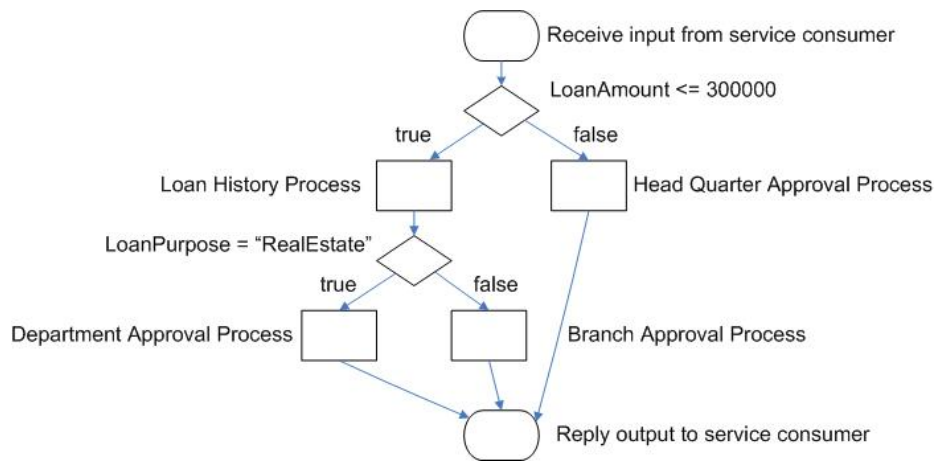 Receive input from service consumer
LoanAmount <= 300000
true
false
Loan History Process
Head Quarter Approval Process
LoanPurpose = “RealEstate”
true
false
Department Approval Process
Branch Approval Process
Reply output to service consumer